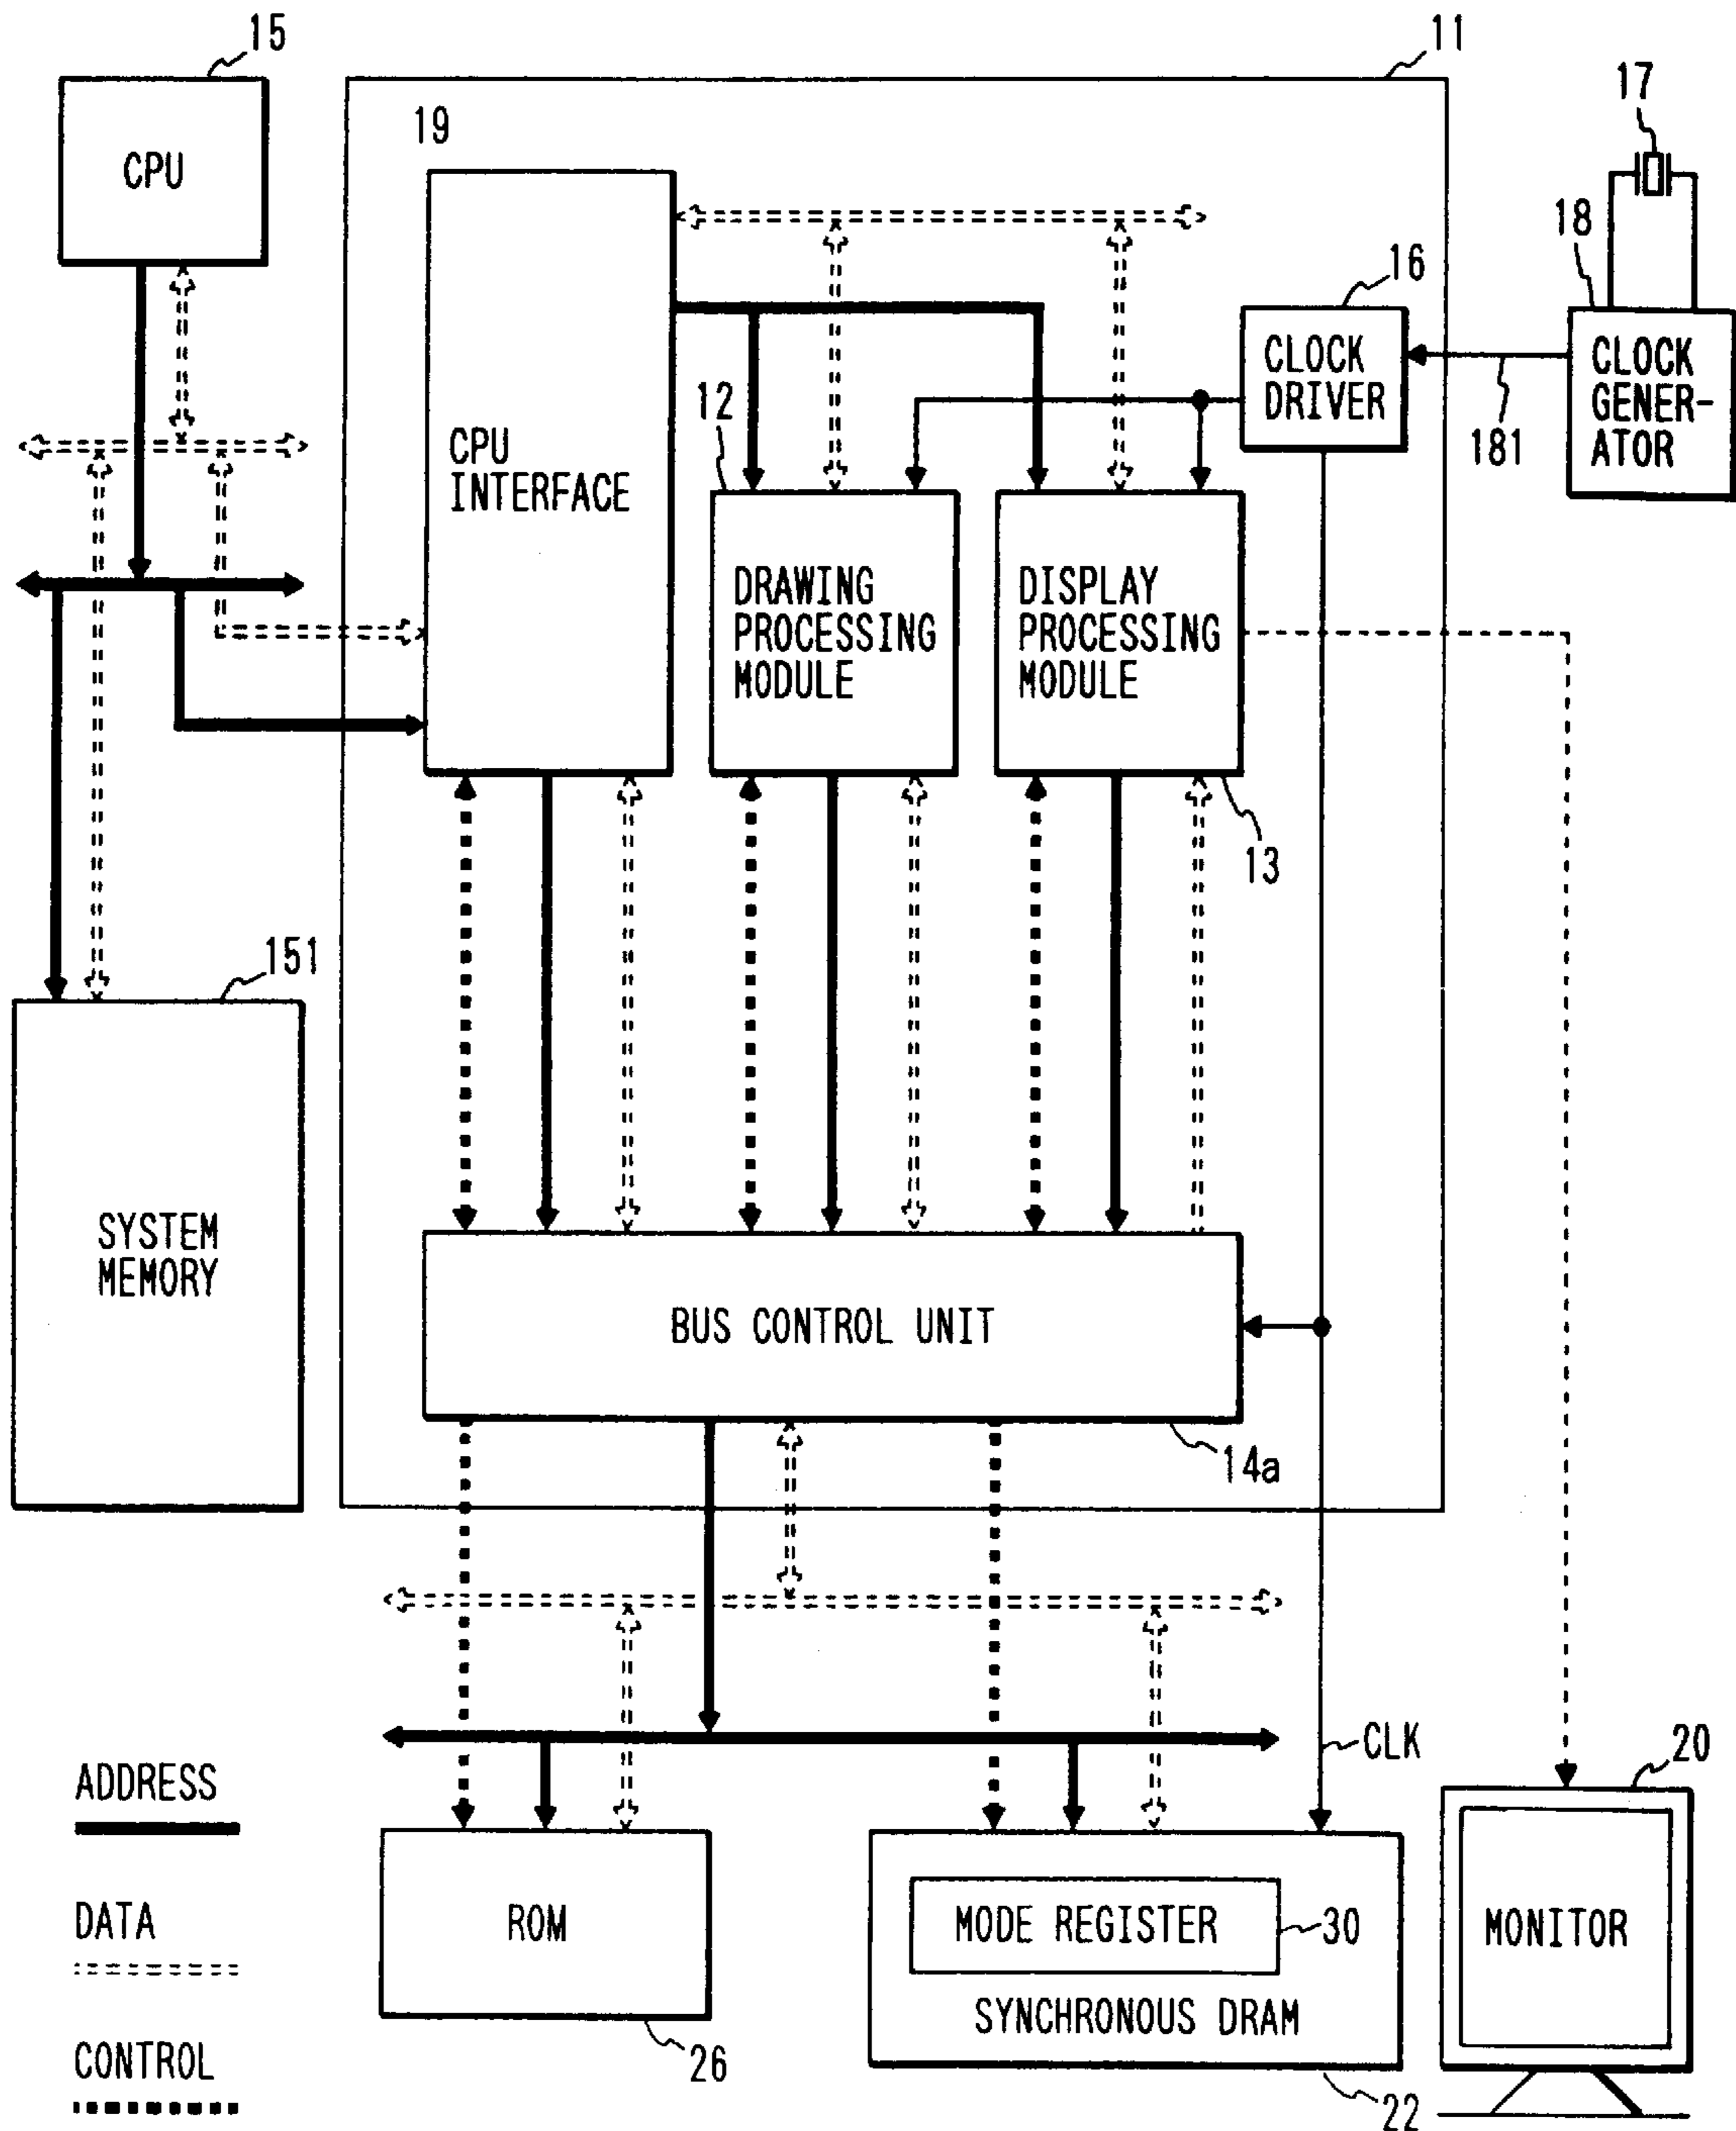 15
CPU
11
19
CPU
INTERFACE
17
18
CLOCK
GENER-
ATOR
16
CLOCK
DRIVER
181
12
DRAWING
PROCESSING
MODULE
DISPLAY
PROCESSING
MODULE
13
151
SYSTEM
MEMORY
BUS CONTROL UNIT
14a
CLK
20
MONITOR
ADDRESS
DATA
CONTROL
ROM
26
MODE REGISTER
30
SYNCHRONOUS DRAM
22